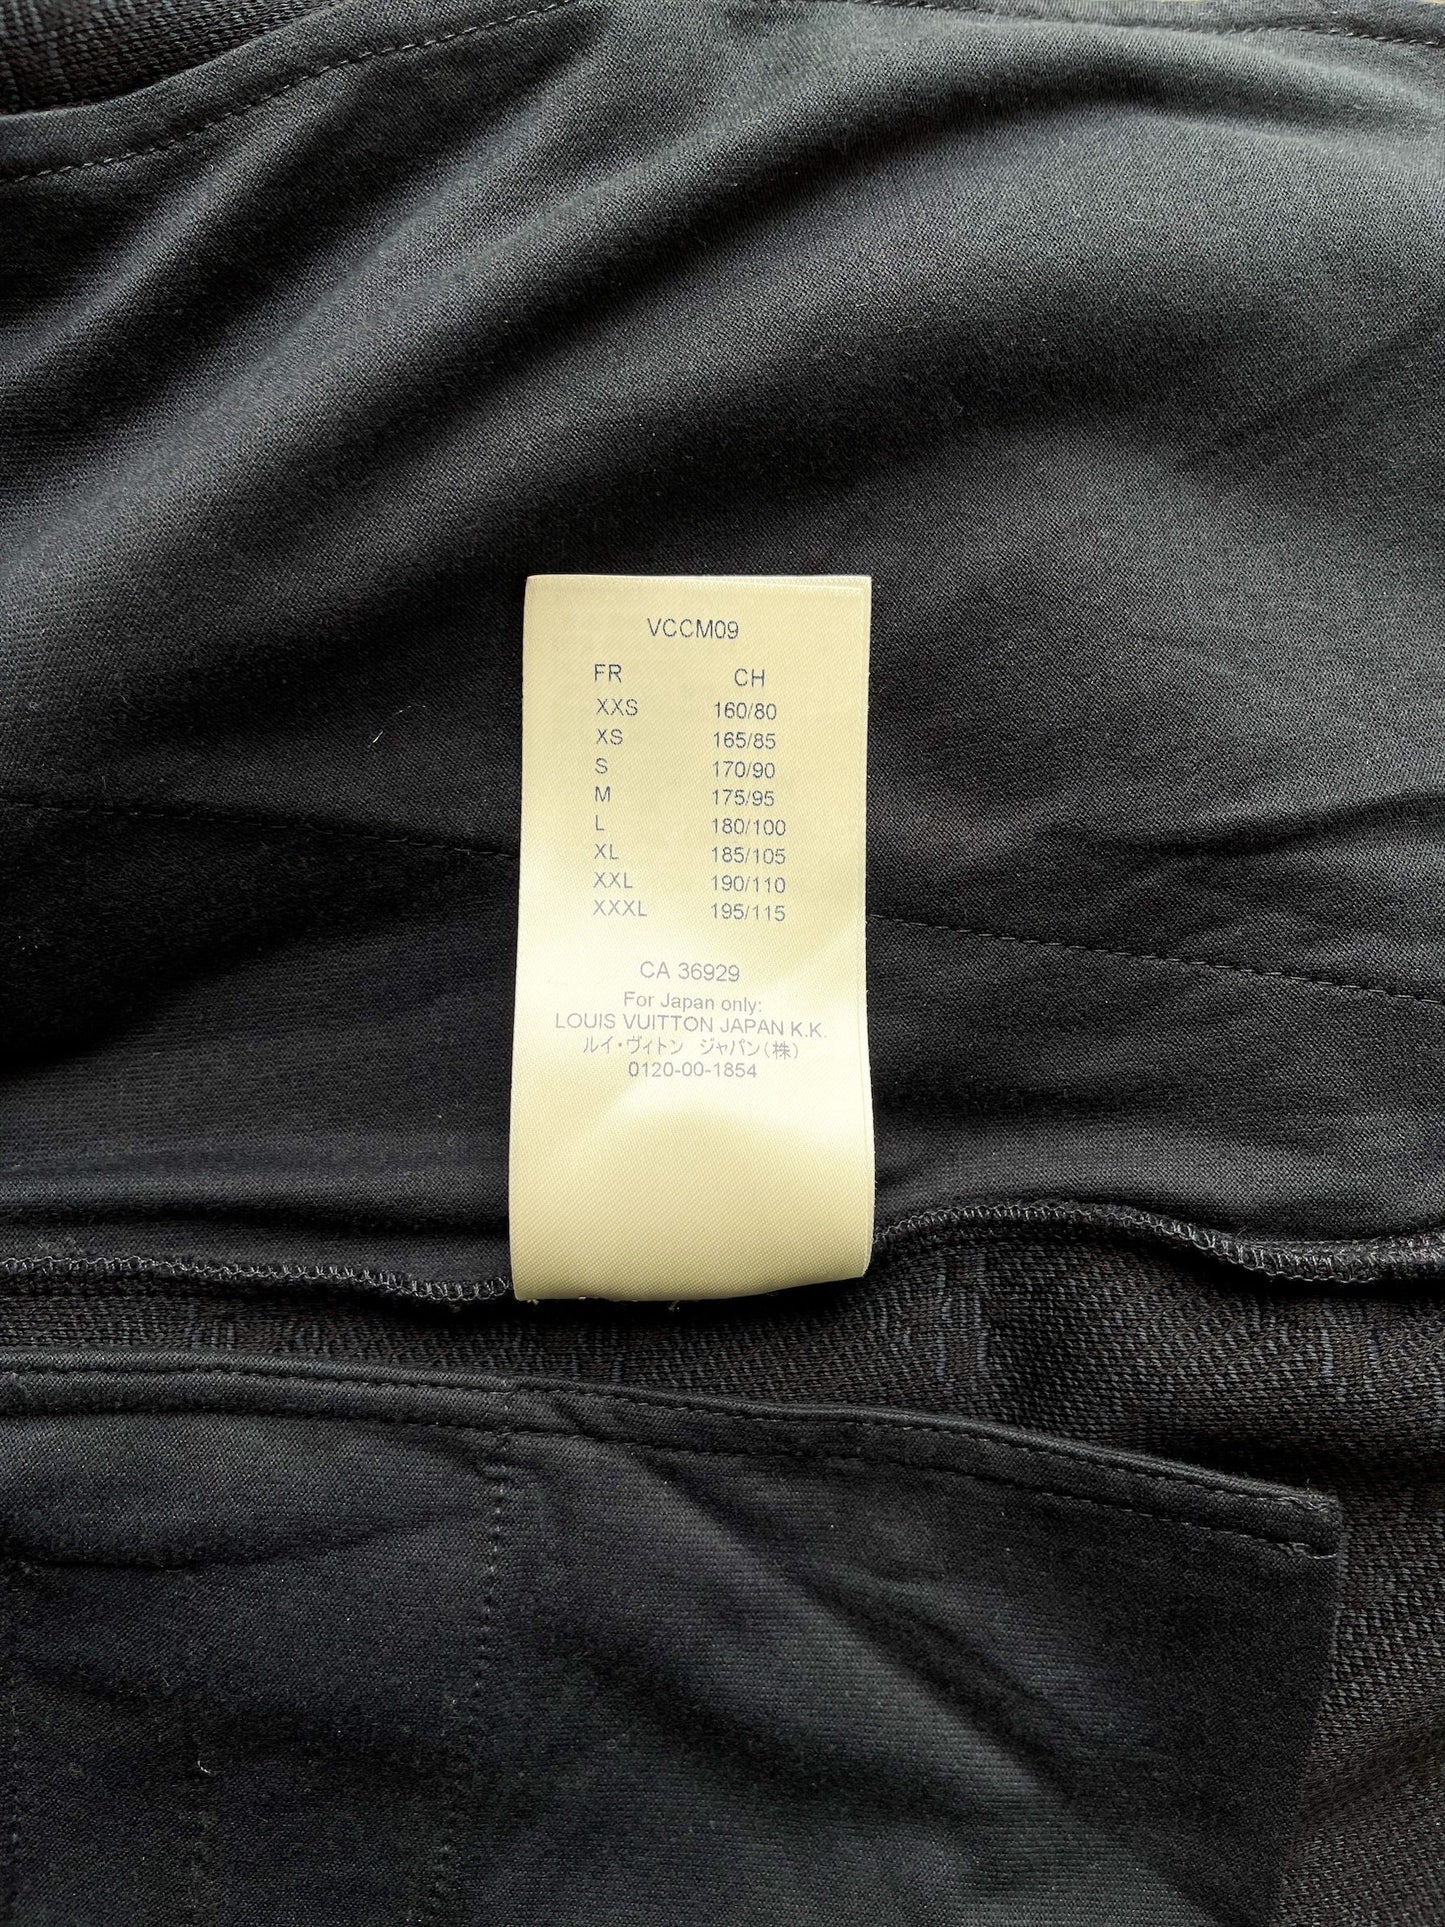 VCCM09
FR CH
XXS 160/80
XS 165/85
S 170/90
M 175/95
L 180/100
XL 185/105
XXL 190/110
XXXL 195/115
CA 36929
For Japan only:
LOUIS VUITTON JAPAN K.K.
ルイ・ヴィトン ジャパン(株)
0120-00-1854